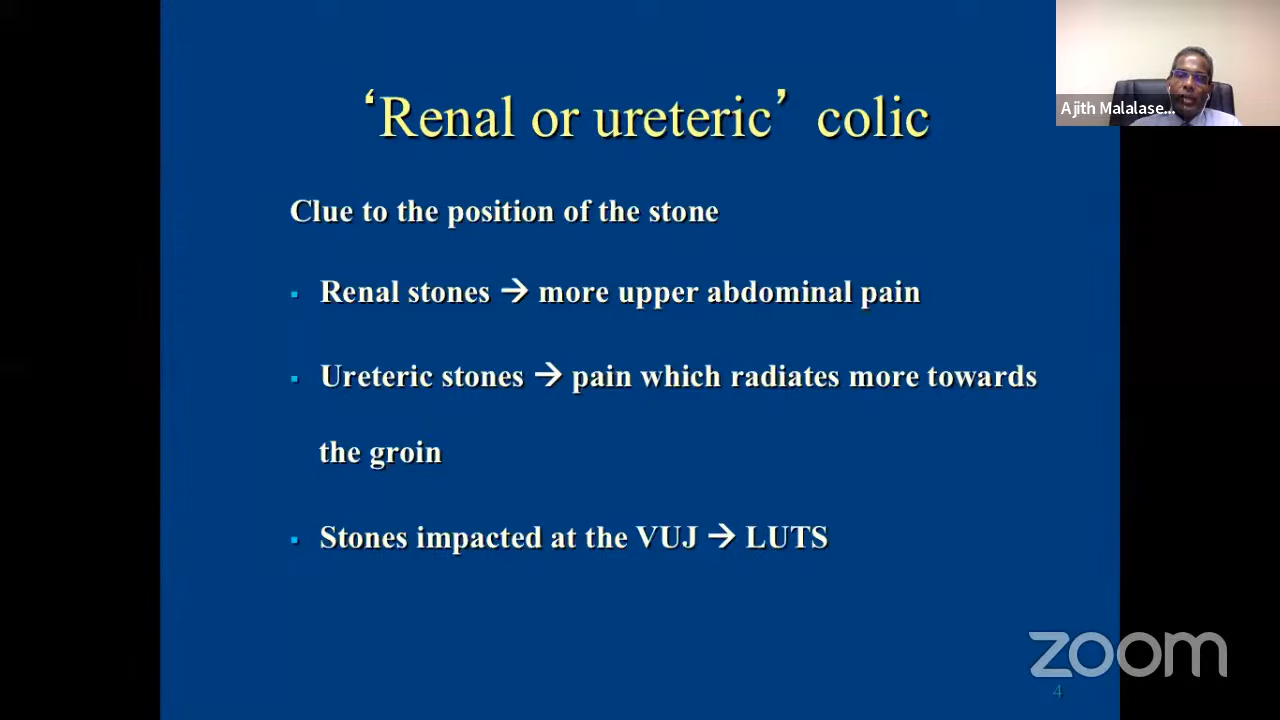 ‘Renal or ureteric’ colic
Ajith Malalase...
Clue to the position of the stone
▪ Renal stones → more upper abdominal pain
▪ Ureteric stones → pain which radiates more towards
the groin
▪ Stones impacted at the VUJ → LUTS
zoom
4